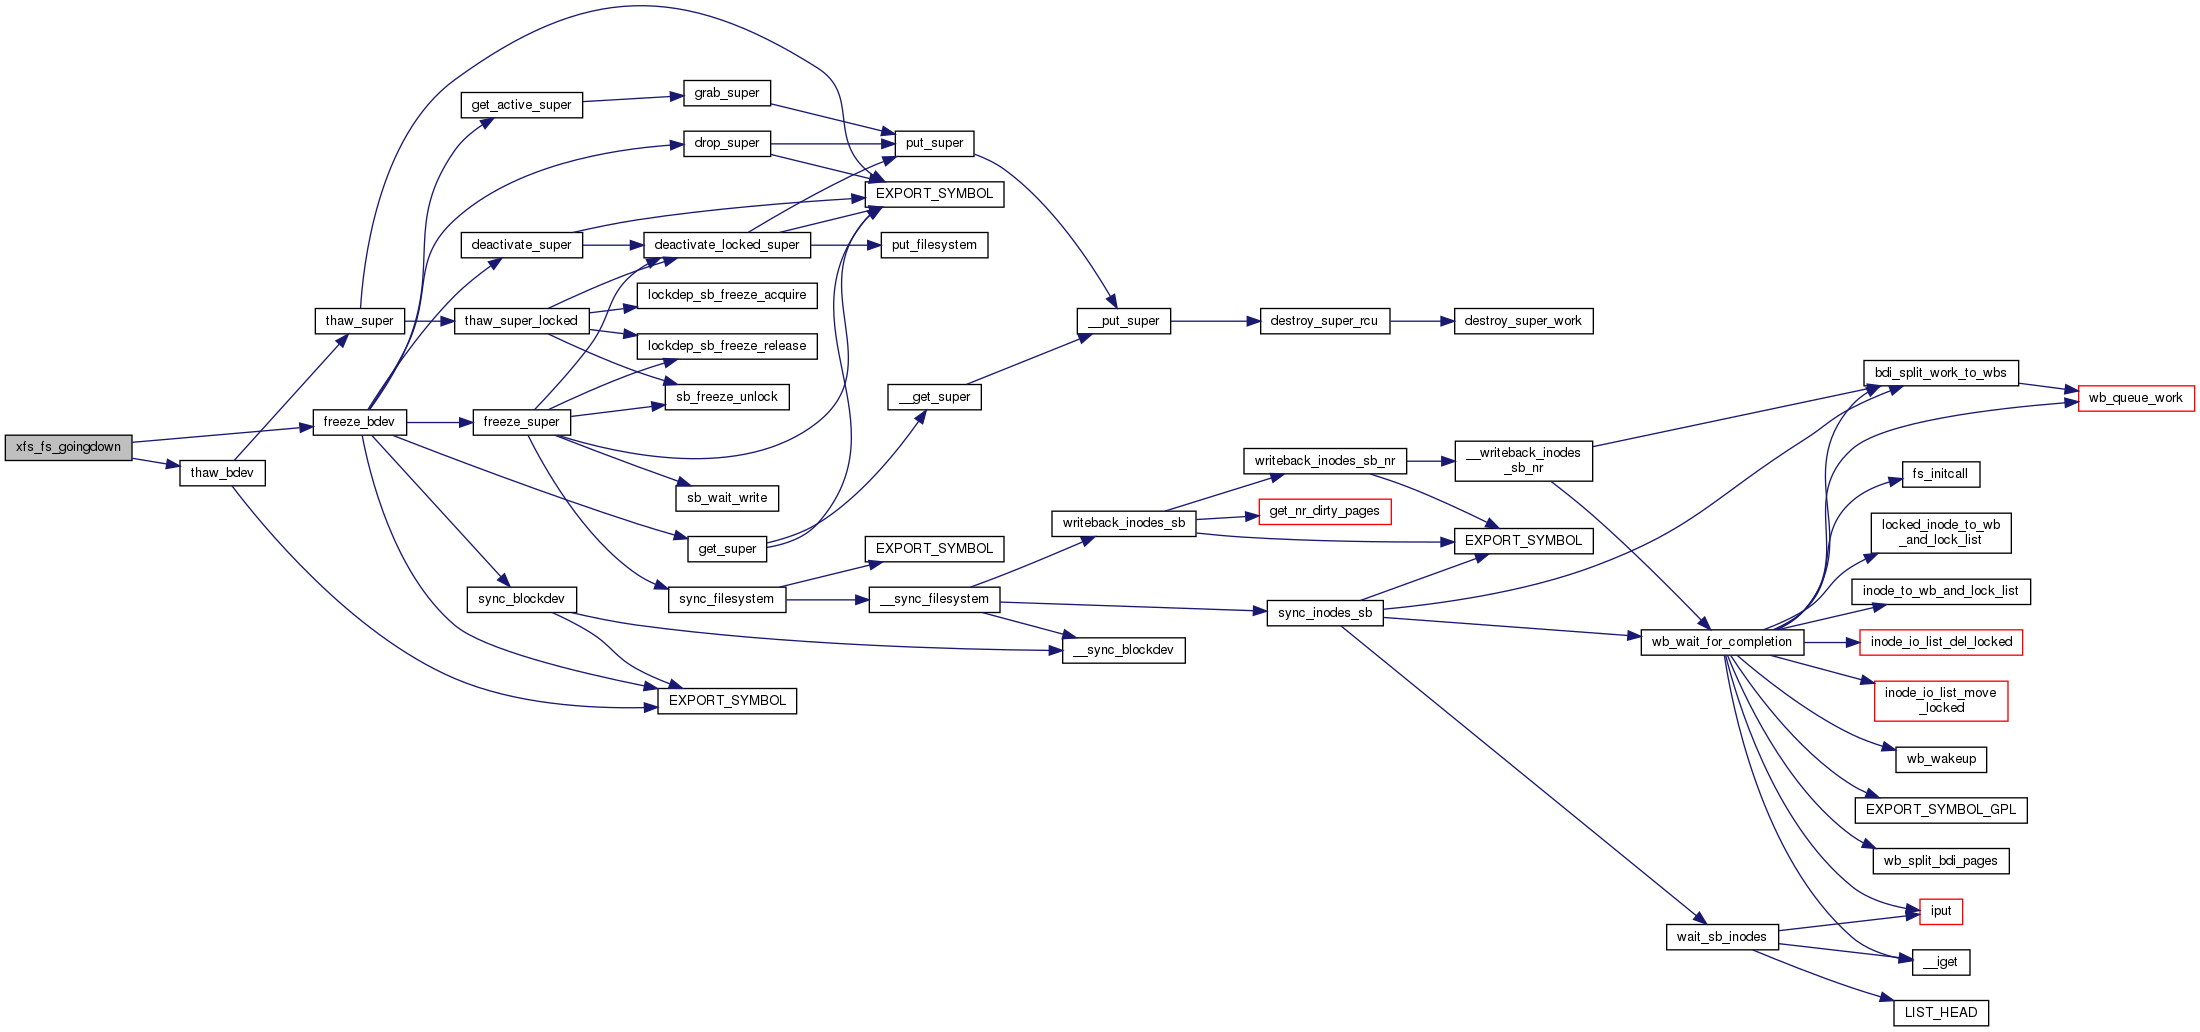 grab_super
get_active_super
drop_super
put_super
EXPORT_SYMBOL
deactivate_super
deactivate_locked_super
put_filesystem
lockdep_sb_freeze_acquire
thaw_super
thaw_super_locked
__put_super
destroy_super_rcu
destroy_super_work
lockdep_sb_freeze_release
bdi_split_work_to_wbs
sb_freeze_unlock
__get_super
wb_queue_work
freeze_bdev
freeze_super
xfs_fs_goingdown
thaw_bdev
writeback_inodes_sb_nr
__writeback_inodes
_sb_nr
fs_initcall
sb_wait_write
get_nr_dirty_pages
writeback_inodes_sb
locked_inode_to_wb
_and_lock_list
get_super
EXPORT_SYMBOL
EXPORT_SYMBOL
sync_blockdev
sync_filesystem
__sync_filesystem
sync_inodes_sb
inode_to_wb_and_lock_list
__sync_blockdev
wb_wait_for_completion
inode_io_list_del_locked
EXPORT_SYMBOL
inode_io_list_move
_locked
wb_wakeup
EXPORT_SYMBOL_GPL
wb_split_bdi_pages
iput
wait_sb_inodes
__iget
LIST_HEAD